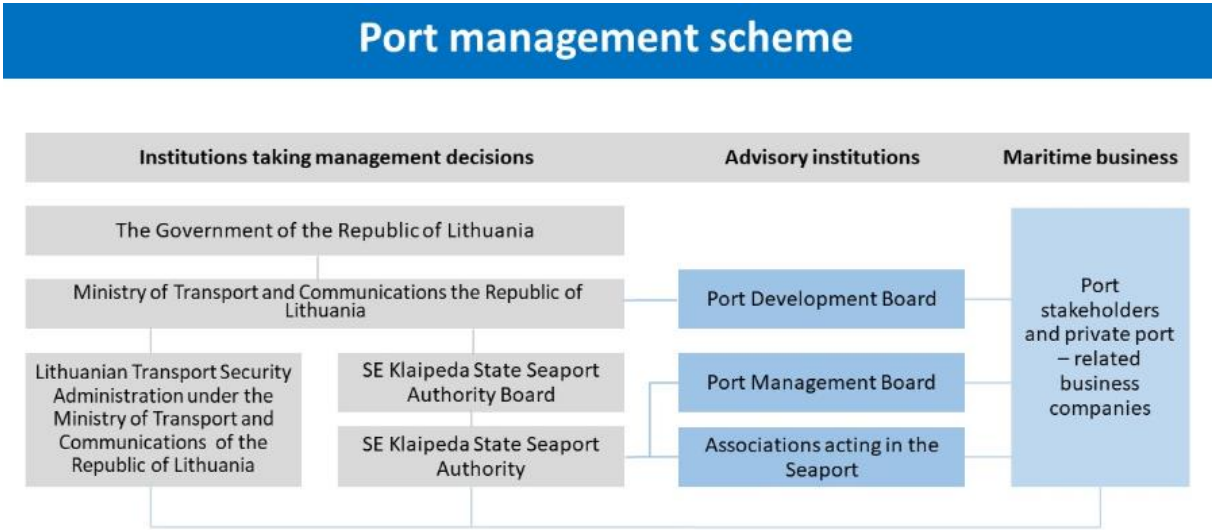 Port management scheme
Institutions taking management decisions
Advisory institutions
Maritime business
The Government of the Republic of Lithuania
Ministry of Transport and Communications the Republic of
Lithuania
Lithuanian Transport Security
Administration under the
Ministry of Transport and
Communications of the
Republic of Lithuania
SE Klaipeda State Seaport
Authority Board
SE Klaipeda State Seaport
Authority
Port Development Board
Port Management Board
Associations acting in the
Seaport
Port
stakeholders
and private port
– related
business
companies